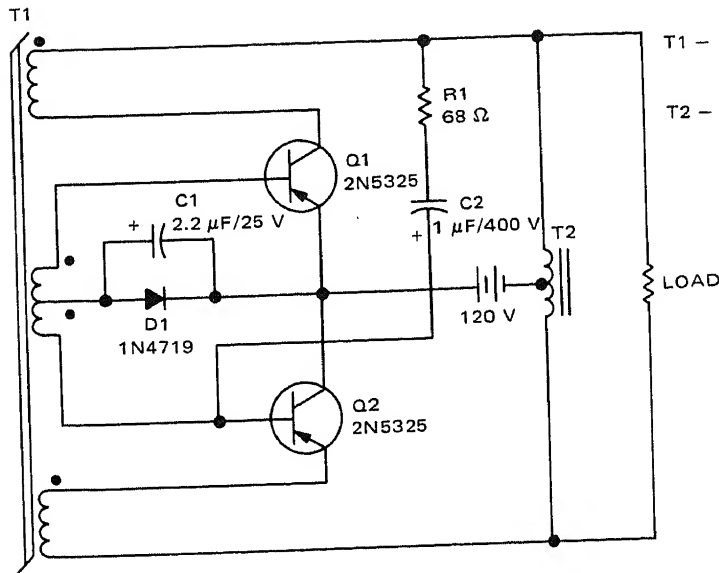 T1
T1 –
R1
68 Ω
T2 –
Q1
2N5325
C1
+ 2.2 μF/25 V
C2
+ 1 μF/400 V
T2
LOAD
D1
1N4719
120 V
Q2
2N5325